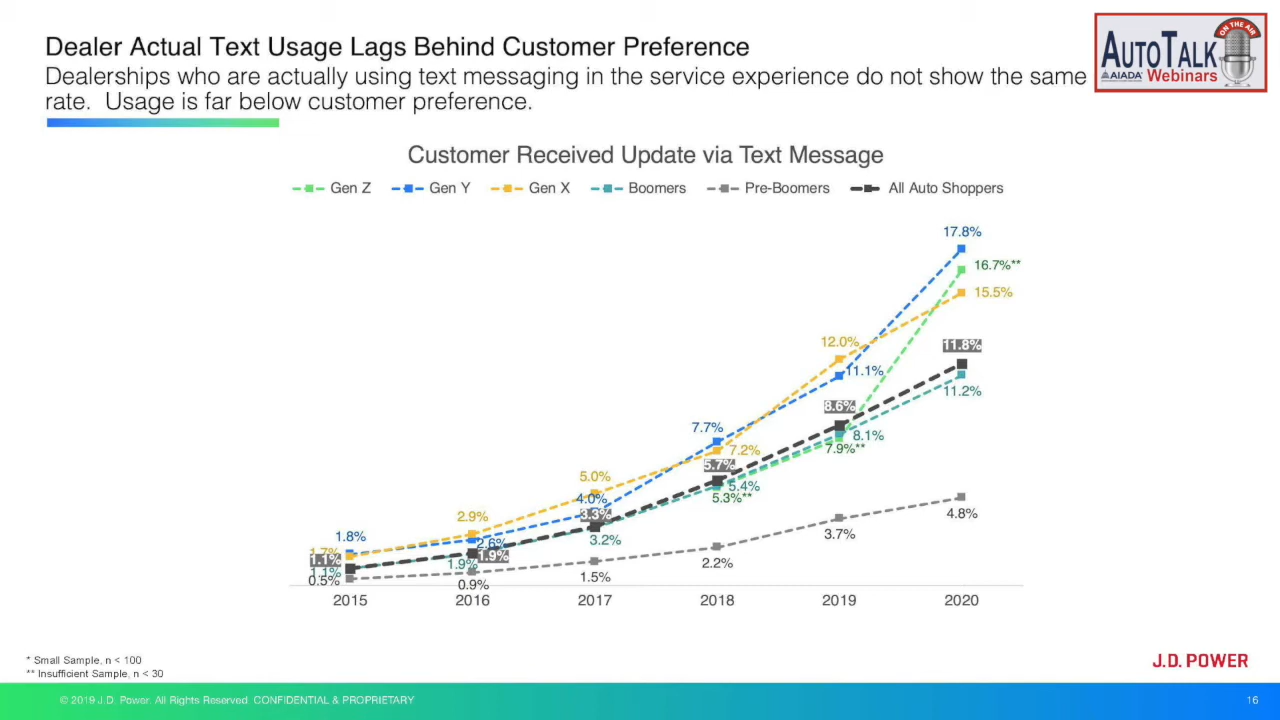 Dealer Actual Text Usage Lags Behind Customer Preference
Dealerships who are actually using text messaging in the service experience do not show the same
rate. Usage is far below customer preference.
ON THE AIR
AUTOTALK
AIADA Webinars
Customer Received Update via Text Message
Gen Z Gen Y Gen X Boomers Pre-Boomers All Auto Shoppers
17.8%
16.7%**
15.5%
12.0%
11.8%
11.1%
11.2%
8.6%
8.1%
7.9%**
7.7%
7.2%
5.7%
5.4%
5.3%**
5.0%
4.0%
4.8%
3.3%
3.7%
3.2%
2.9%
2.6%
2.2%
1.8%
1.7%
1.9%
1.9%
1.1%
1.1%
1.5%
0.5%
0.9%
2015 2016 2017 2018 2019 2020
* Small Sample, n < 100
** Insufficient Sample, n < 30
J.D. POWER
© 2019 J.D. Power. All Rights Reserved. CONFIDENTIAL & PROPRIETARY
16